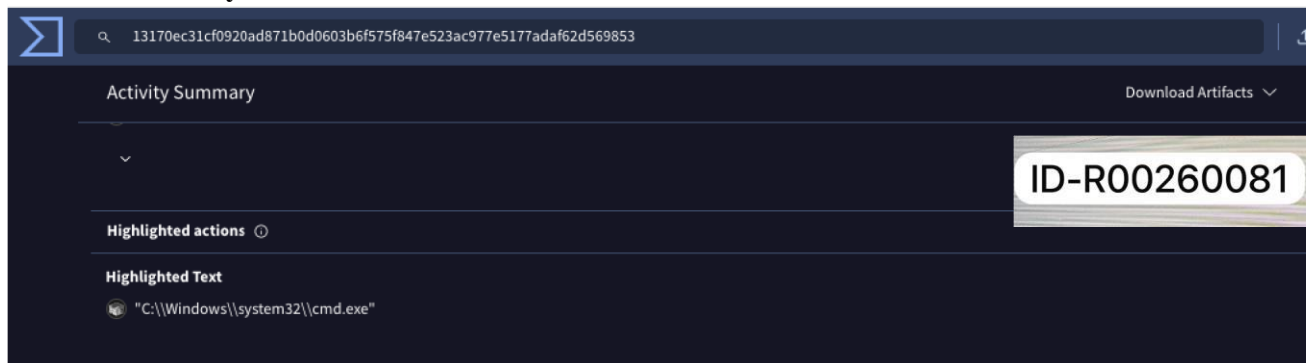 13170ec31cf0920ad871b0d0603b6f575f847e523ac977e5177adaf62d569853
Activity Summary
Download Artifacts
ID-R00260081
Highlighted actions
Highlighted Text
"C:\\Windows\\system32\\cmd.exe"